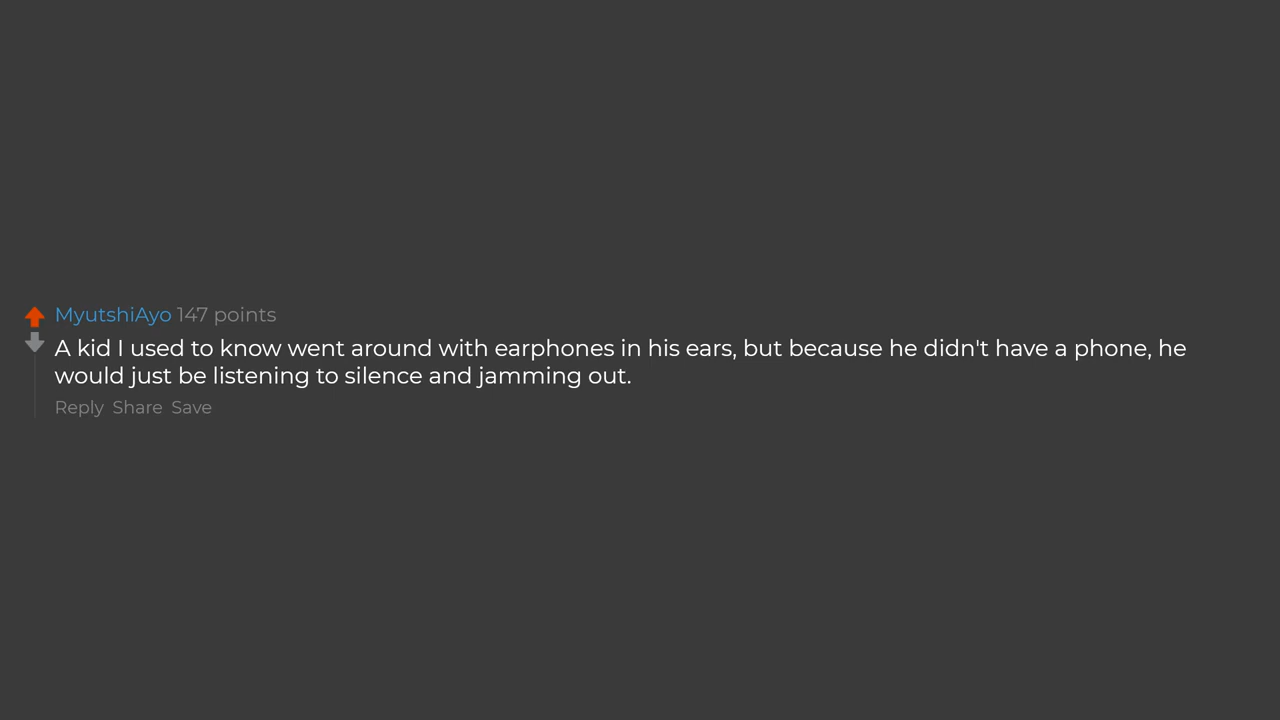 MyutshiAyo 147 points
A kid I used to know went around with earphones in his ears, but because he didn't have a phone, he
would just be listening to silence and jamming out.
Reply Share Save